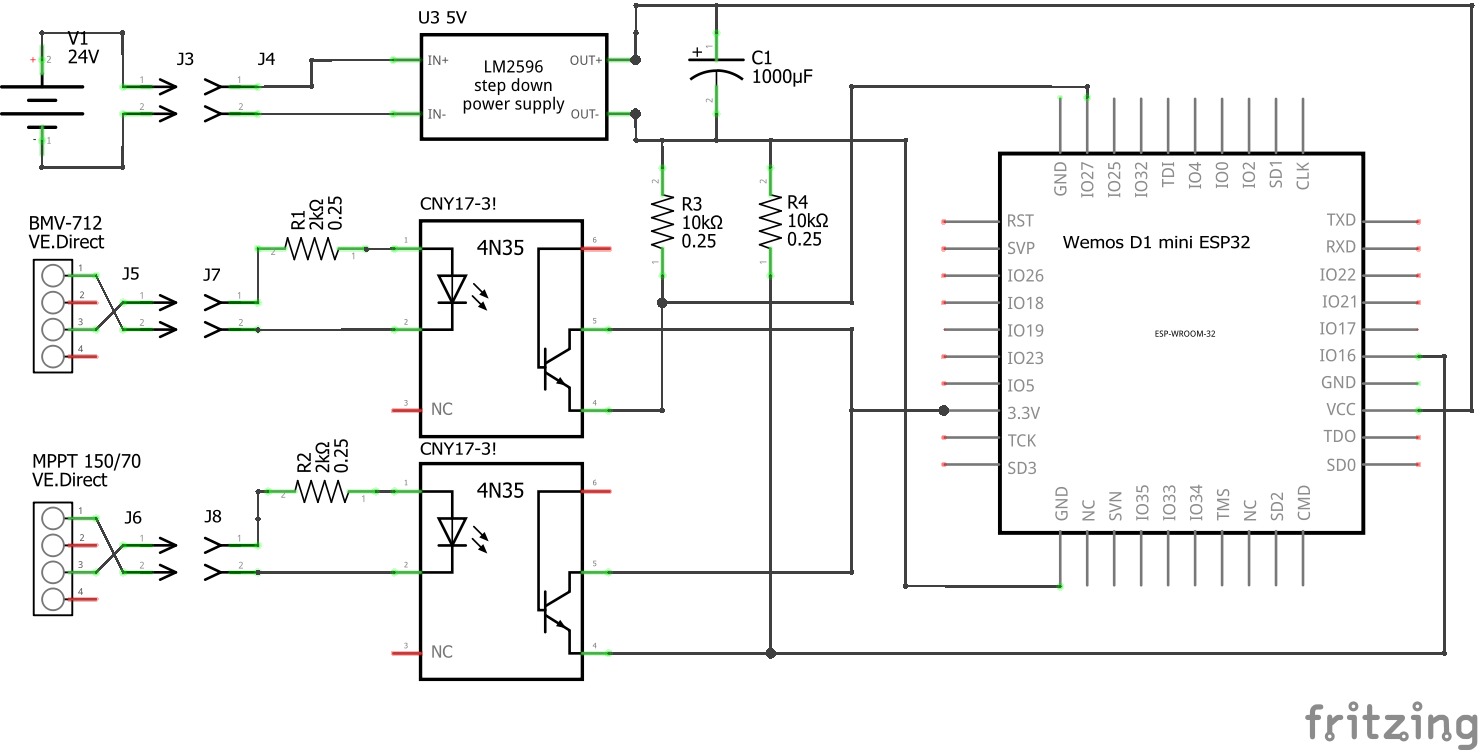 V1
24V
+
2
-
1
J3
J4
1
2
1
2
U3 5V
IN+
IN-
LM2596
step down
power supply
OUT+
OUT-
+
1
2
C1
1000µF
BMV-712
VE.Direct
1
2
3
4
J5
1
2
J7
1
2
R1
2kΩ
0.25
2
1
CNY17-3!
4N35
1
2
3
NC
6
5
4
R3
10kΩ
0.25
2
1
R4
10kΩ
0.25
2
1
MPPT 150/70
VE.Direct
1
2
3
4
J6
1
2
J8
1
2
R2
2kΩ
0.25
2
1
CNY17-3!
4N35
1
2
3
NC
6
5
4
GND IO27 IO25 IO32 TDI IO4 IO0 IO2 SD1 CLK
Wemos D1 mini ESP32
ESP-WROOM-32
RST
SVP
IO26
IO18
IO19
IO23
IO5
3.3V
TCK
SD3
TXD
RXD
IO22
IO21
IO17
IO16
GND
VCC
TDO
SD0
GND NC SVN IO35 IO33 IO34 TMS NC SD2 CMD
fritzing